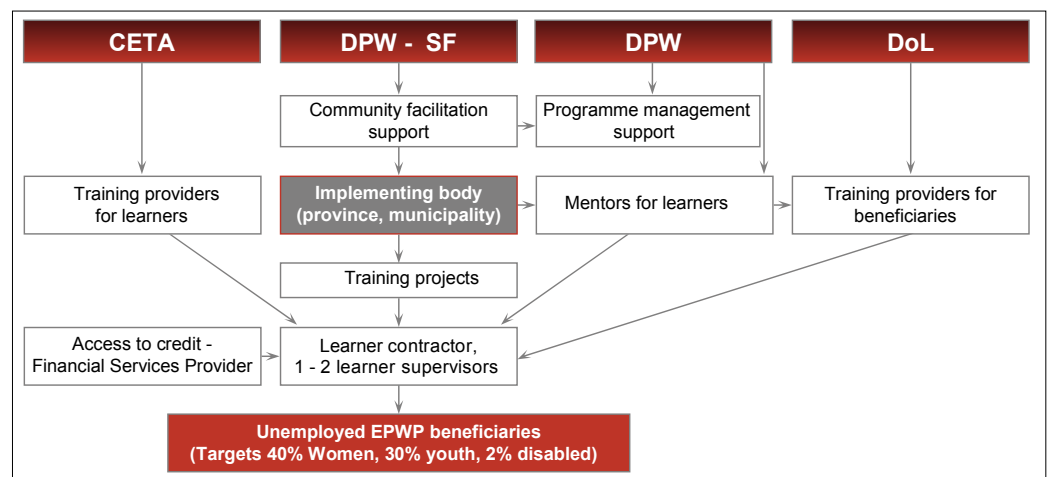 CETA
DPW - SF
DPW
DoL
Community facilitation
support
Programme management
support
Training providers
for learners
Implementing body
(province, municipality)
Mentors for learners
Training providers for
beneficiaries
Training projects
Access to credit -
Financial Services Provider
Learner contractor,
1 - 2 learner supervisors
Unemployed EPWP beneficiaries
(Targets 40% Women, 30% youth, 2% disabled)